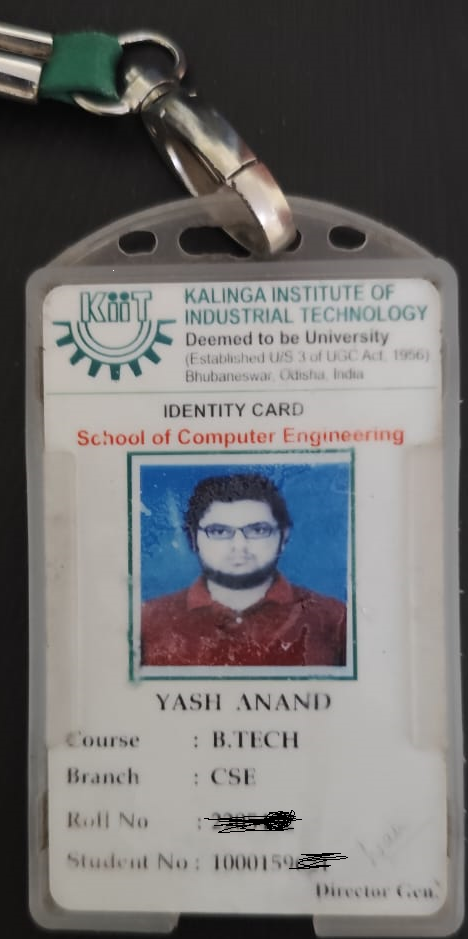 KiiT
KALINGA INSTITUTE OF
INDUSTRIAL TECHNOLOGY
Deemed to be University
(Established U/S 3 of UGC Act, 1956)
Bhubaneswar, Odisha, India
IDENTITY CARD
School of Computer Engineering
YASH ANAND
Course : B.TECH
Branch : CSE
Roll No :
Student No : 1000159
Director Gen.